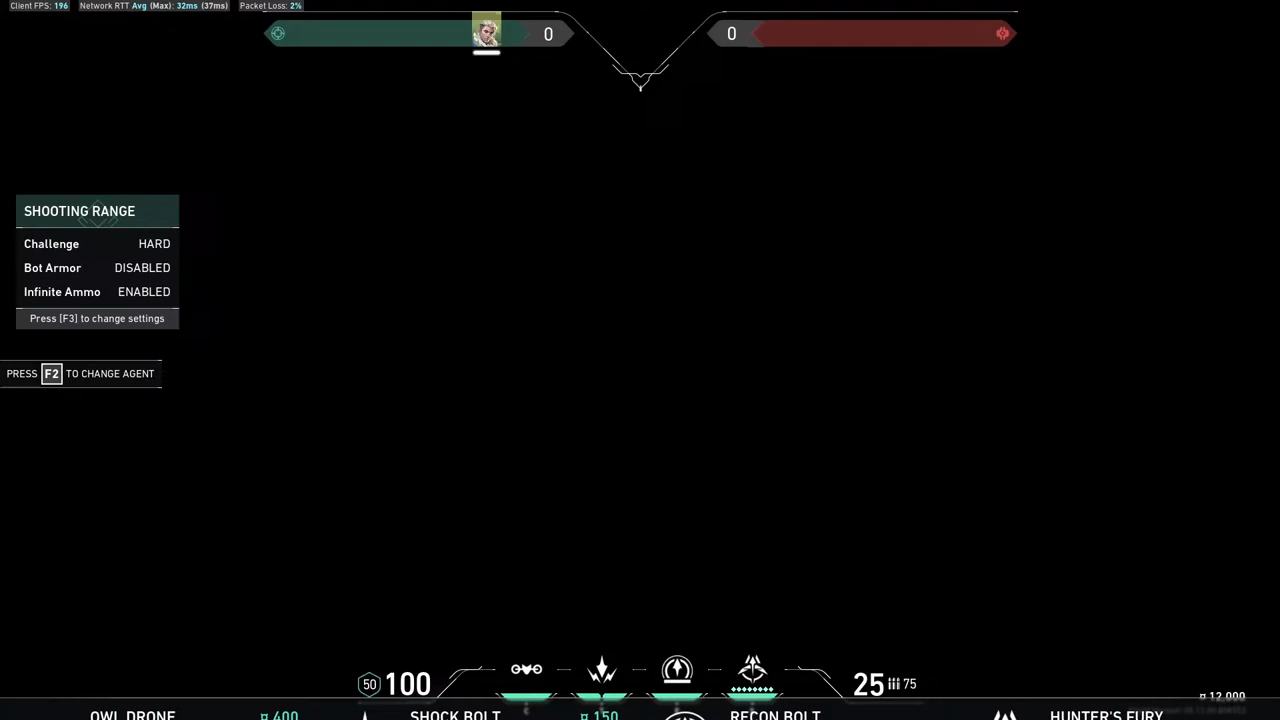 Client FPS: 196 Network RTT Avg (Max): 32ms (37ms) Packet Loss: 2%
0 0
SHOOTING RANGE
Challenge HARD
Bot Armor DISABLED
Infinite Ammo ENABLED
Press [F3] to change settings
PRESS F2 TO CHANGE AGENT
50 100 25 75
12,000
OWL DRONE 400 SHOCK BOLT 150 RECON BOLT HUNTER'S FURY